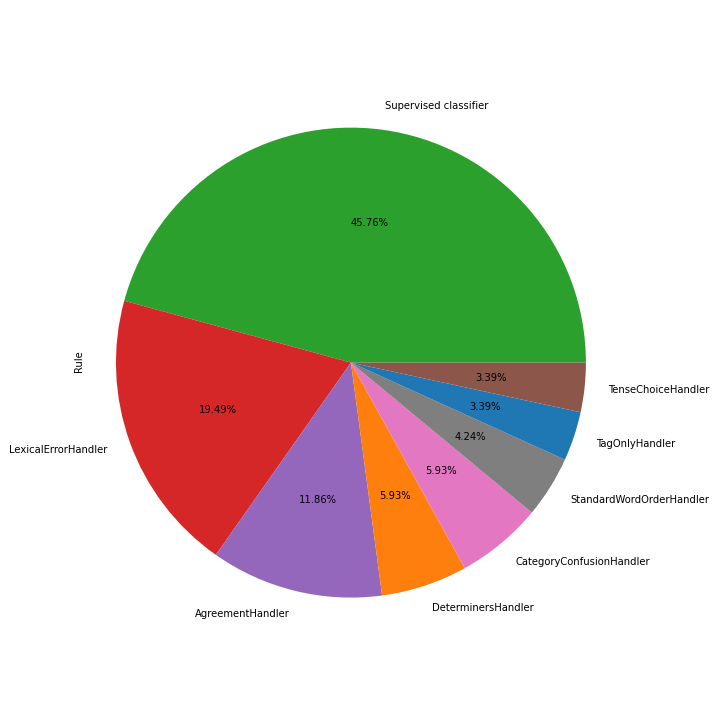 Supervised classifier
45.76%
Rule
19.49%
LexicalErrorHandler
11.86%
AgreementHandler
5.93%
DeterminersHandler
5.93%
CategoryConfusionHandler
4.24%
StandardWordOrderHandler
3.39%
TagOnlyHandler
3.39%
TenseChoiceHandler